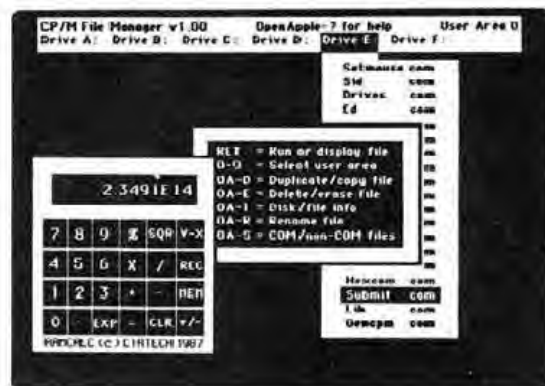 CP/M File Manager v1.00 OpenApple-? for help User Area 0
Drive A: Drive B: Drive C: Drive D: Drive E: Drive F:
Setmouse com
Sid com
Drives com
Ed com
RET = Run or display file
0-9 = Select user area
OA-D = Duplicate/copy file
OA-E = Delete/erase file
OA-I = Disk/file info
OA-R = Rename file
OA-S = COM/non-COM files
2.3491E14
7 8 9 % SQR
4 5 6 X / REC
1 2 3 + - MEM
0 . EXP = CLR +/-
RAMCALC (c) CIRTECH 1987
Hexcom com
Submit com
Lib com
Gencpm com